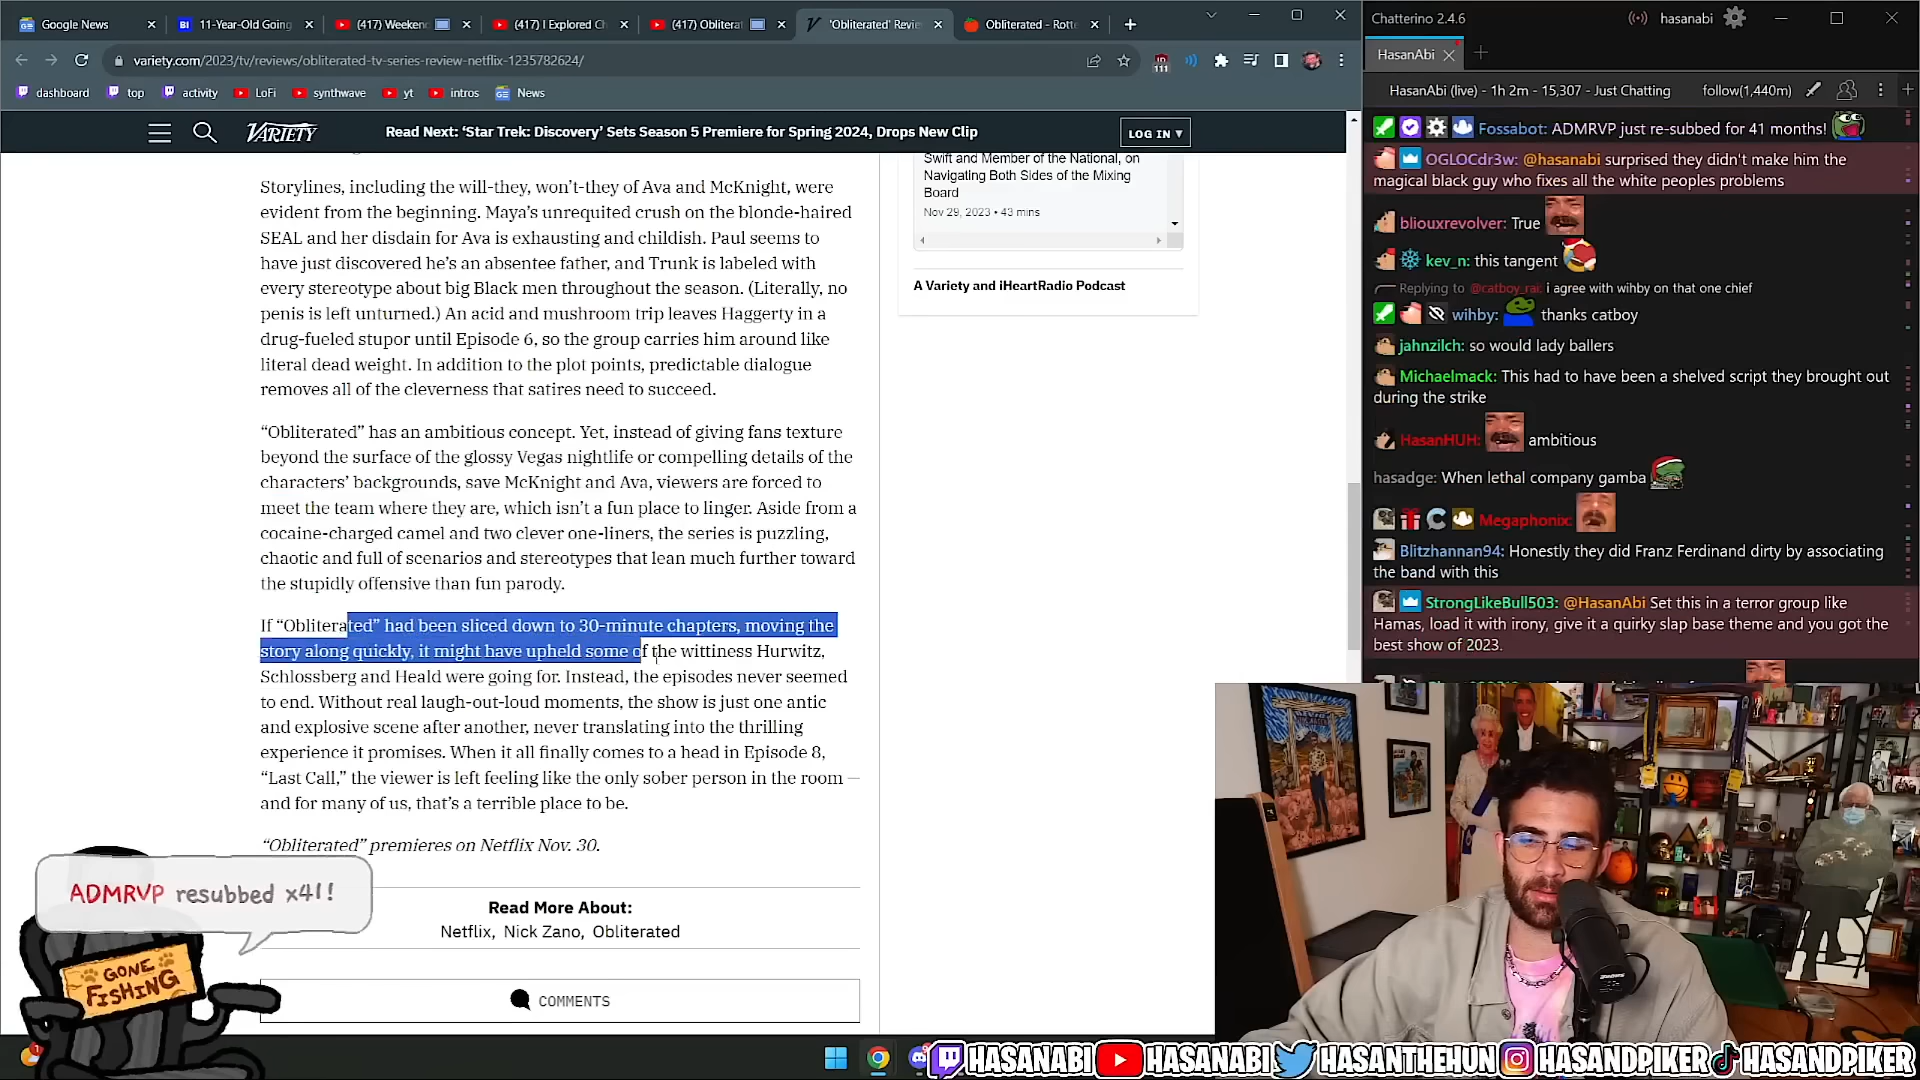 Google News
11-Year-Old Going
(417) Weeken
(417) I Explored Ch
(417) Obliterat
'Obliterated' Revie
Obliterated - Rott
variety.com/2023/tv/reviews/obliterated-tv-series-review-netflix-1235782624/
111
dashboard
top
activity
LoFi
synthwave
yt
intros
News
VARIETY
Read Next: ‘Star Trek: Discovery’ Sets Season 5 Premiere for Spring 2024, Drops New Clip
LOG IN
Storylines, including the will-they, won’t-they of Ava and McKnight, were
evident from the beginning. Maya’s unrequited crush on the blonde-haired
SEAL and her disdain for Ava is exhausting and childish. Paul seems to
have just discovered he’s an absentee father, and Trunk is labeled with
every stereotype about big Black men throughout the season. (Literally, no
penis is left unturned.) An acid and mushroom trip leaves Haggerty in a
drug-fueled stupor until Episode 6, so the group carries him around like
literal dead weight. In addition to the plot points, predictable dialogue
removes all of the cleverness that satires need to succeed.
“Obliterated” has an ambitious concept. Yet, instead of giving fans texture
beyond the surface of the glossy Vegas nightlife or compelling details of the
characters’ backgrounds, save McKnight and Ava, viewers are forced to
meet the team where they are, which isn’t a fun place to linger. Aside from a
cocaine-charged camel and two clever one-liners, the series is puzzling,
chaotic and full of scenarios and stereotypes that lean much further toward
the stupidly offensive than fun parody.
If “Obliterated” had been sliced down to 30-minute chapters, moving the
story along quickly, it might have upheld some of the wittiness Hurwitz,
Schlossberg and Heald were going for. Instead, the episodes never seemed
to end. Without real laugh-out-loud moments, the show is just one antic
and explosive scene after another, never translating into the thrilling
experience it promises. When it all finally comes to a head in Episode 8,
“Last Call,” the viewer is left feeling like the only sober person in the room —
and for many of us, that’s a terrible place to be.
“Obliterated” premieres on Netflix Nov. 30.
Read More About:
Netflix, Nick Zano, Obliterated
COMMENTS
Swift and Member of the National, on
Navigating Both Sides of the Mixing
Board
Nov 29, 2023 • 43 mins
A Variety and iHeartRadio Podcast
ADMRVP resubbed x41!
GONE
FISHING
Chatterino 2.4.6
hasanabi
HasanAbi
HasanAbi (live) - 1h 2m - 15,307 - Just Chatting
follow(1,440m)
Fossabot: ADMRVP just re-subbed for 41 months!
OGLOCdr3w: @hasanabi surprised they didn't make him the
magical black guy who fixes all the white peoples problems
bliouxrevolver: True
kev_n: this tangent
Replying to @catboy_rai: i agree with wihby on that one chief
wihby: thanks catboy
jahnzilch: so would lady ballers
Michaelmack: This had to have been a shelved script they brought out
during the strike
HasanHUH: ambitious
hasadge: When lethal company gamba
Megaphonix:
Blitzhannan94: Honestly they did Franz Ferdinand dirty by associating
the band with this
StrongLikeBull503: @HasanAbi Set this in a terror group like
Hamas, load it with irony, give it a quirky slap base theme and you got the
best show of 2023.
HASANABI
HASANABI
HASANTHEHUN
HASANDPIKER
HASANDPIKER